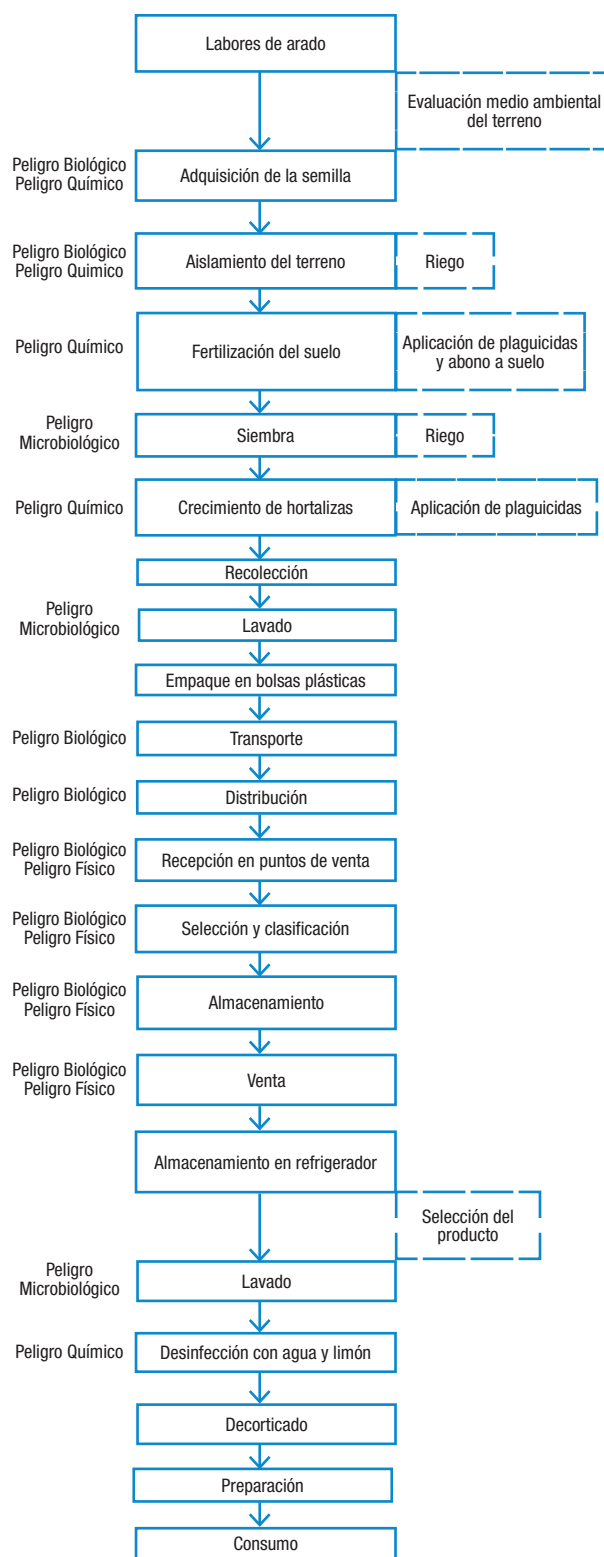 Labores de arado
Evaluación medio ambiental
del terreno
Peligro Biológico
Peligro Químico
Adquisición de la semilla
Peligro Biológico
Peligro Quimico
Aislamiento del terreno
Riego
Peligro Químico
Fertilización del suelo
Aplicación de plaguicidas
y abono a suelo
Peligro
Microbiológico
Siembra
Riego
Peligro Químico
Crecimiento de hortalizas
Aplicación de plaguicidas
Recolección
Peligro
Microbiológico
Lavado
Empaque en bolsas plásticas
Peligro Biológico
Transporte
Peligro Biológico
Distribución
Peligro Biológico
Peligro Físico
Recepción en puntos de venta
Peligro Biológico
Peligro Físico
Selección y clasificación
Peligro Biológico
Peligro Físico
Almacenamiento
Peligro Biológico
Peligro Físico
Venta
Almacenamiento en refrigerador
Selección del
producto
Peligro
Microbiológico
Lavado
Peligro Químico
Desinfección con agua y limón
Decorticado
Preparación
Consumo